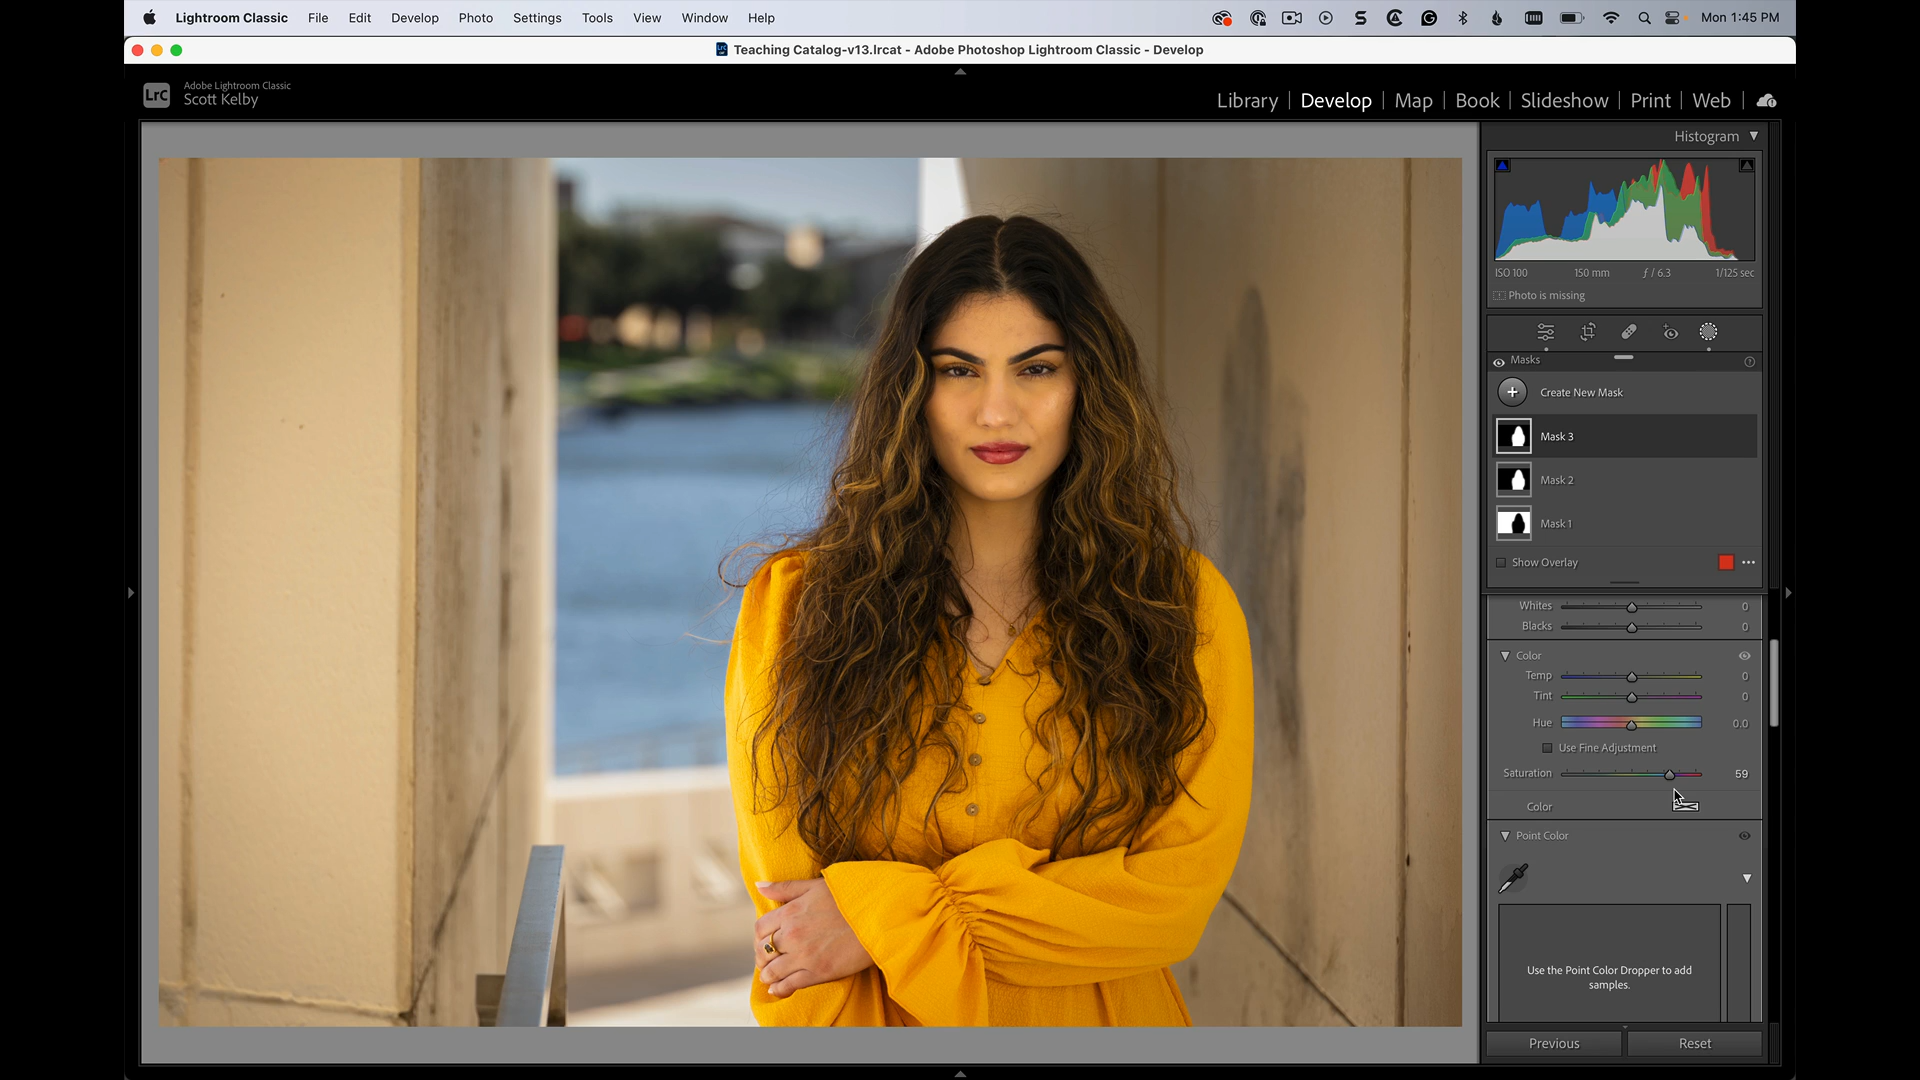 Lightroom Classic File Edit Develop Photo Settings Tools View Window Help Mon 1:45 PM
Teaching Catalog-v13.lrcat - Adobe Photoshop Lightroom Classic - Develop
LrC
Adobe Lightroom Classic
Scott Kelby
Library | Develop | Map | Book | Slideshow | Print | Web |
Histogram
ISO 100 150 mm ƒ / 6.3 1/125 sec
Photo is missing
Masks
Create New Mask
Mask 3
Mask 2
Mask 1
Show Overlay
Whites 0
Blacks 0
Color
Temp 0
Tint 0
Hue 0.0
Use Fine Adjustment
Saturation 59
Color
Point Color
Use the Point Color Dropper to add
samples.
Previous Reset